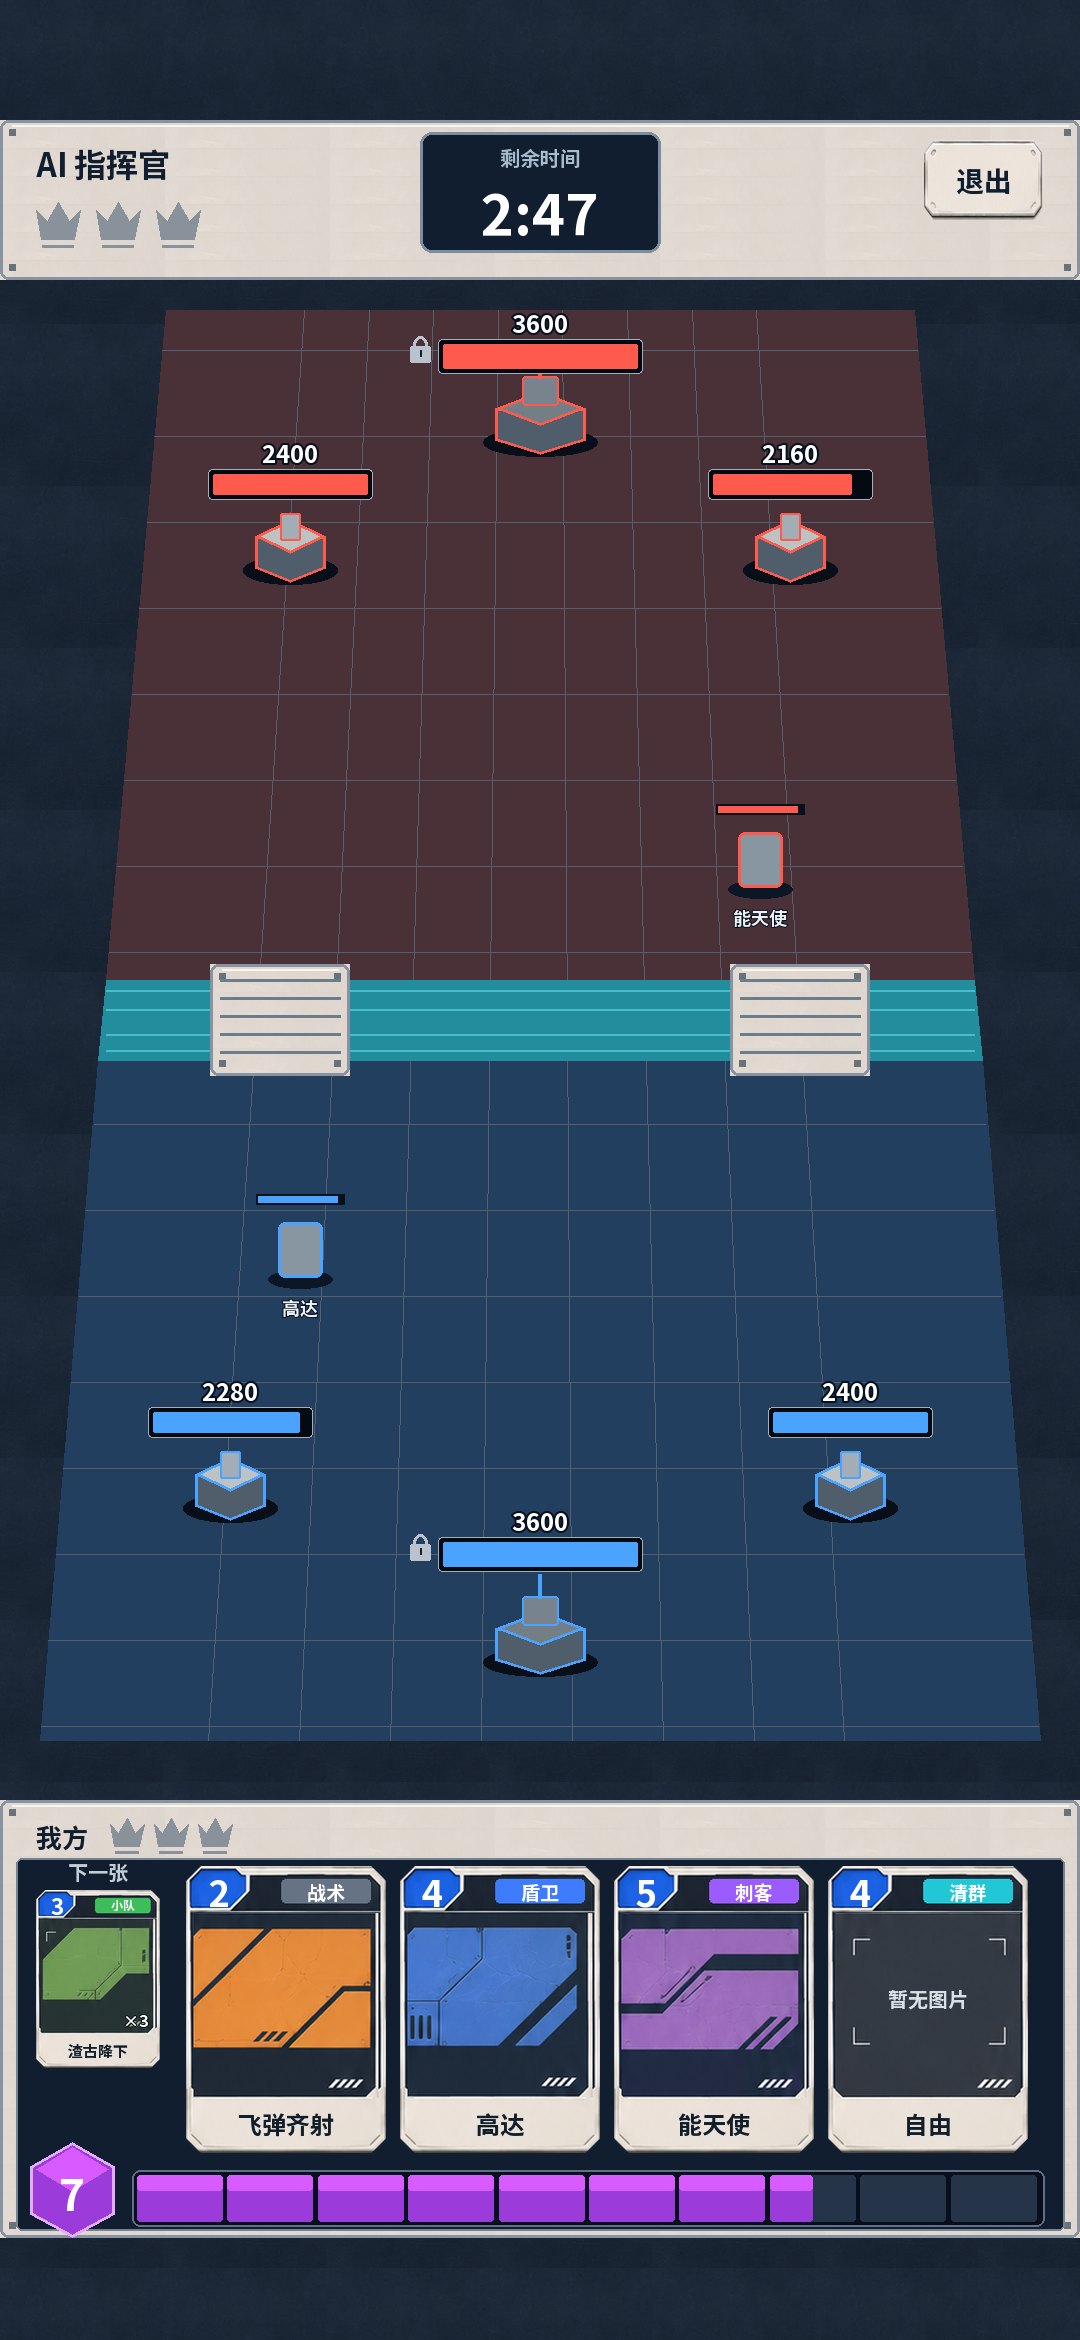 AI 指挥官
剩余时间
2:47
退出
3600
2400
2160
能天使
高达
2280
2400
3600
我方
下一张
3
小队
×3
渣古降下
2
战术
飞弹齐射
4
盾卫
高达
5
刺客
能天使
4
清群
暂无图片
自由
7